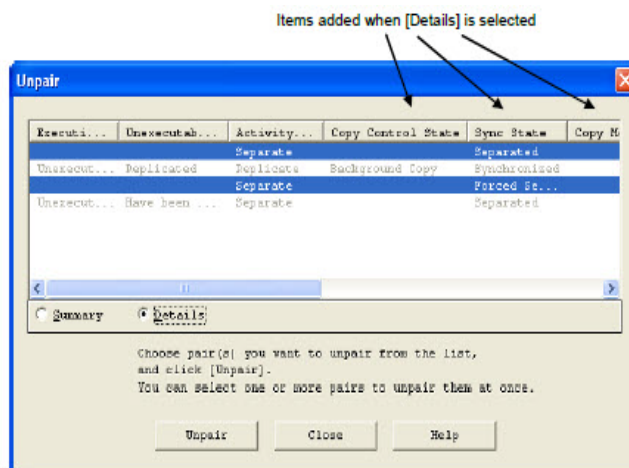 Items added when [Details] is selected
Unpair
Executi... Unexecutab... Activity... Copy Control State Sync State Copy Mo
Separate Separated
Unexecut... Replicated Replicate Background Copy Synchronized
Separate Forced Se...
Unexecut... Have been ... Separate Separated
Summary Details
Choose pair(s( you want to unpair from the list,
and click [Unpair].
You can select one or more pairs to unpair them at once.
Unpair Close Help